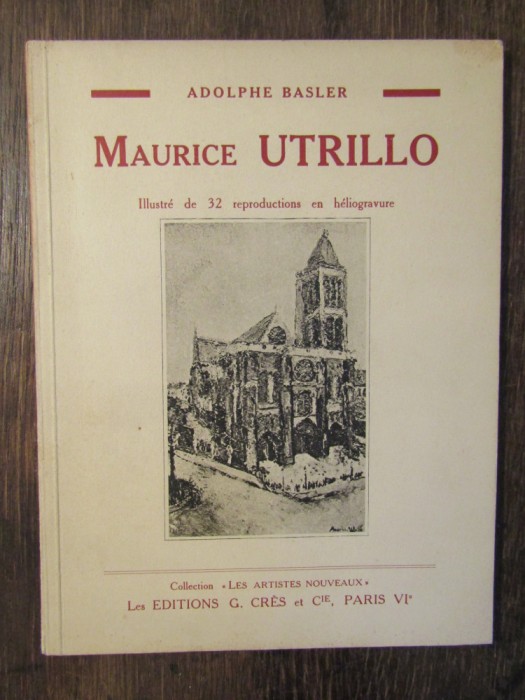 ADOLPHE BASLER
MAURICE UTRILLO
Illustré de 32 reproductions en héliogravure
Collection "LES ARTISTES NOUVEAUX"
Les EDITIONS G. CRÈS et CIE, PARIS VIe